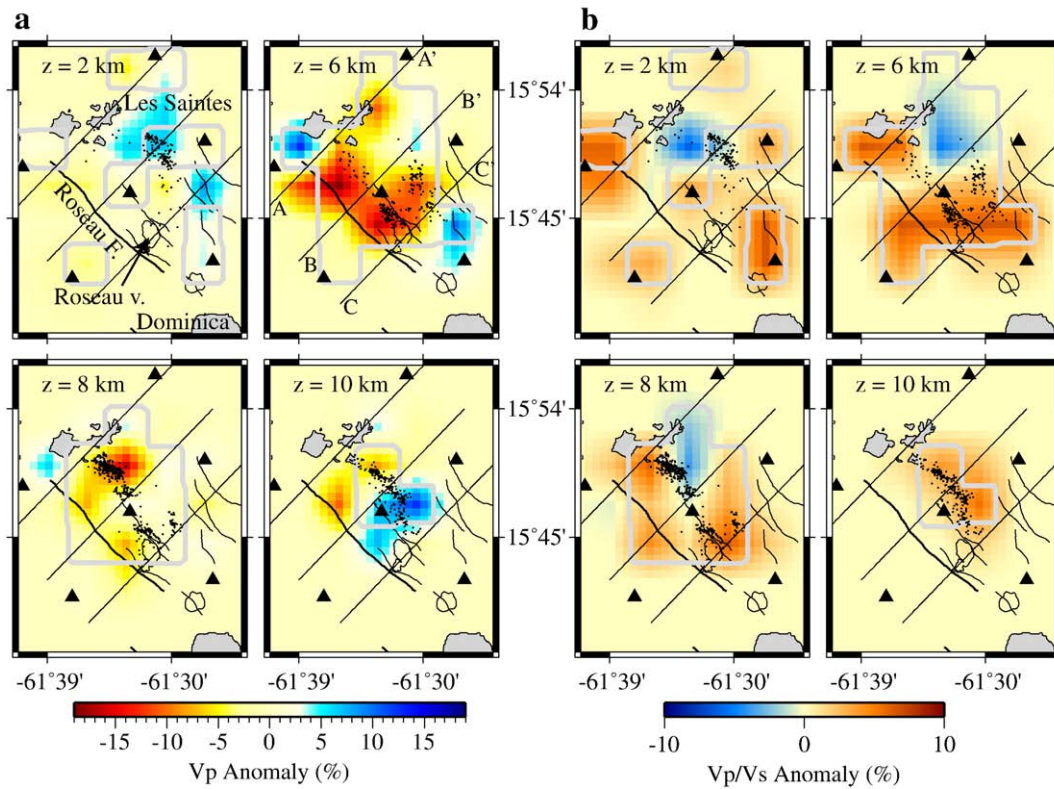 a
b
z = 2 km
z = 6 km
A'
z = 2 km
z = 6 km
15°54'
Les Saintes
B'
C'
Roseau F.
A
15°45'
B
Roseau v.
C
Dominica
z = 8 km
z = 10 km
z = 8 km
z = 10 km
15°54'
15°45'
-61°39'
-61°30'
-61°39'
-61°30'
-61°39'
-61°30'
-61°39'
-61°30'
-15
-10
-5
0
5
10
15
-10
0
10
Vp Anomaly (%)
Vp/Vs Anomaly (%)